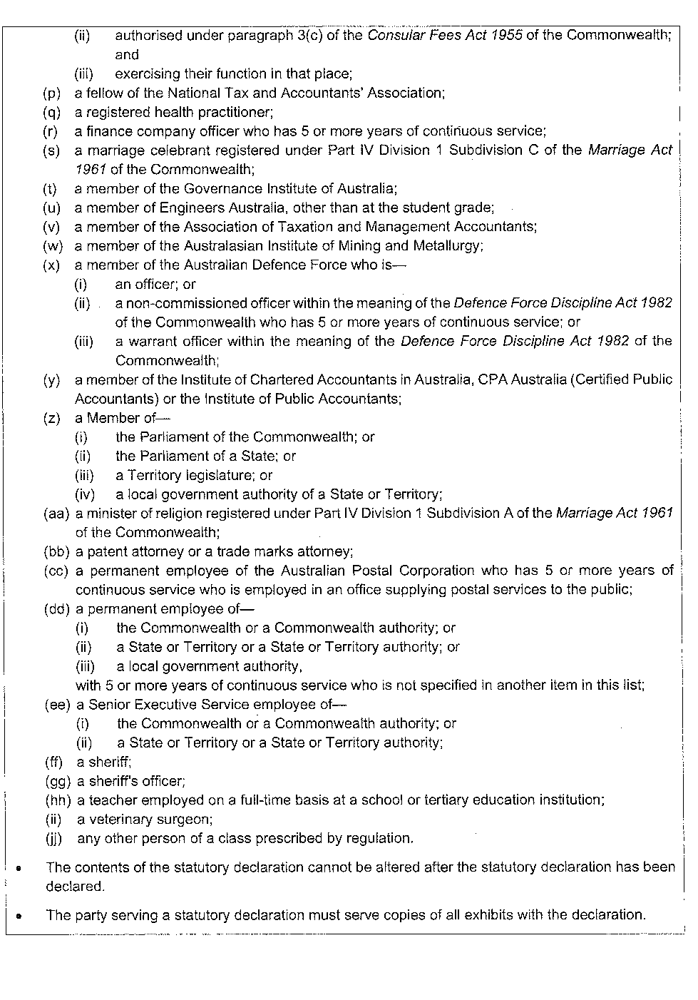 (ii) authorised under paragraph 3(c) of the Consular Fees Act 1955 of the Commonwealth;
and
(iii) exercising their function in that place;
(p) a fellow of the National Tax and Accountants' Association;
(q) a registered health practitioner;
(r) a finance company officer who has 5 or more years of continuous service;
(s) a marriage celebrant registered under Part IV Division 1 Subdivision C of the Marriage Act
1961 of the Commonwealth;
(t) a member of the Governance Institute of Australia;
(u) a member of Engineers Australia, other than at the student grade;
(v) a member of the Association of Taxation and Management Accountants;
(w) a member of the Australasian Institute of Mining and Metallurgy;
(x) a member of the Australian Defence Force who is—
(i) an officer; or
(ii) a non-commissioned officer within the meaning of the Defence Force Discipline Act 1982
of the Commonwealth who has 5 or more years of continuous service; or
(iii) a warrant officer within the meaning of the Defence Force Discipline Act 1982 of the
Commonwealth;
(y) a member of the Institute of Chartered Accountants in Australia, CPA Australia (Certified Public
Accountants) or the Institute of Public Accountants;
(z) a Member of—
(i) the Parliament of the Commonwealth; or
(ii) the Parliament of a State; or
(iii) a Territory legislature; or
(iv) a local government authority of a State or Territory;
(aa) a minister of religion registered under Part IV Division 1 Subdivision A of the Marriage Act 1961
of the Commonwealth;
(bb) a patent attorney or a trade marks attorney;
(cc) a permanent employee of the Australian Postal Corporation who has 5 or more years of
continuous service who is employed in an office supplying postal services to the public;
(dd) a permanent employee of—
(i) the Commonwealth or a Commonwealth authority; or
(ii) a State or Territory or a State or Territory authority; or
(iii) a local government authority,
with 5 or more years of continuous service who is not specified in another item in this list;
(ee) a Senior Executive Service employee of—
(i) the Commonwealth or a Commonwealth authority; or
(ii) a State or Territory or a State or Territory authority;
(ff) a sheriff;
(gg) a sheriff's officer;
(hh) a teacher employed on a full-time basis at a school or tertiary education institution;
(ii) a veterinary surgeon;
(jj) any other person of a class prescribed by regulation.
• The contents of the statutory declaration cannot be altered after the statutory declaration has been
declared.
• The party serving a statutory declaration must serve copies of all exhibits with the declaration.